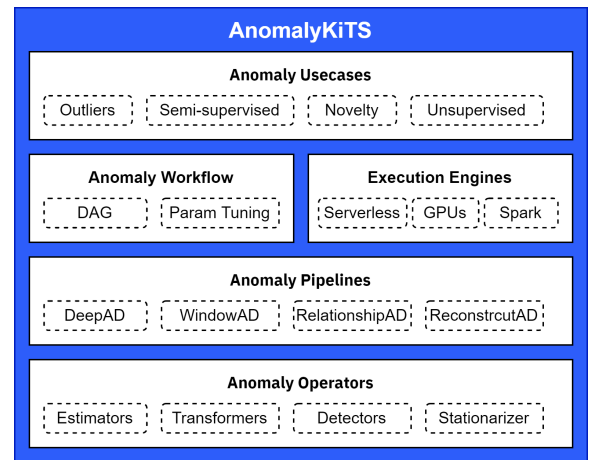 AnomalyKiTS
Anomaly Usecases
Outliers Semi-supervised Novelty Unsupervised
Anomaly Workflow
DAG Param Tuning
Execution Engines
Serverless GPUs Spark
Anomaly Pipelines
DeepAD WindowAD RelationshipAD ReconstrcutAD
Anomaly Operators
Estimators Transformers Detectors Stationarizer